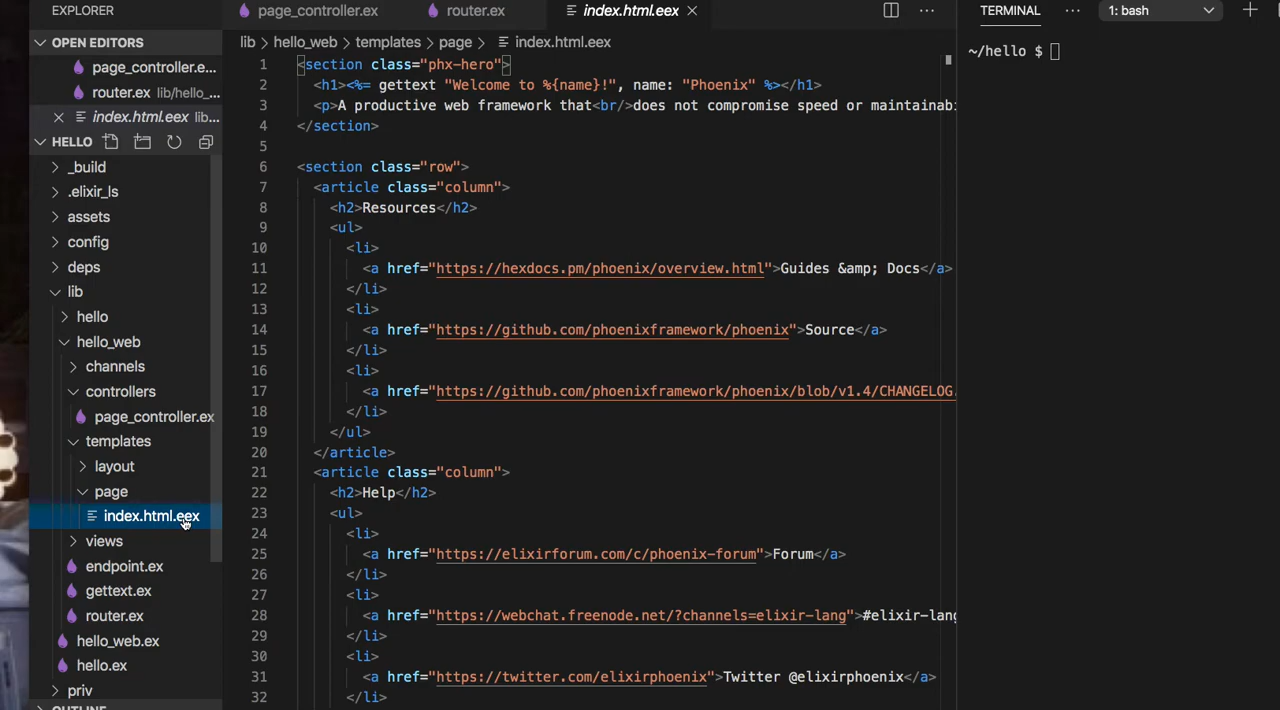 EXPLORER
OPEN EDITORS
page_controller.e...
router.ex lib/hello_...
index.html.eex lib...
HELLO
_build
.elixir_ls
assets
config
deps
lib
hello
hello_web
channels
controllers
page_controller.ex
templates
layout
page
index.html.eex
views
endpoint.ex
gettext.ex
router.ex
hello_web.ex
hello.ex
priv
OUTLINE
page_controller.ex router.ex index.html.eex
lib > hello_web > templates > page > index.html.eex
1 <section class="phx-hero">
2 <h1><%= gettext "Welcome to %{name}!", name: "Phoenix" %></h1>
3 <p>A productive web framework that<br/>does not compromise speed or maintainabi
4 </section>
5
6 <section class="row">
7 <article class="column">
8 <h2>Resources</h2>
9 <ul>
10 <li>
11 <a href="https://hexdocs.pm/phoenix/overview.html">Guides &amp; Docs</a>
12 </li>
13 <li>
14 <a href="https://github.com/phoenixframework/phoenix">Source</a>
15 </li>
16 <li>
17 <a href="https://github.com/phoenixframework/phoenix/blob/v1.4/CHANGELOG.
18 </li>
19 </ul>
20 </article>
21 <article class="column">
22 <h2>Help</h2>
23 <ul>
24 <li>
25 <a href="https://elixirforum.com/c/phoenix-forum">Forum</a>
26 </li>
27 <li>
28 <a href="https://webchat.freenode.net/?channels=elixir-lang">#elixir-lang
29 </li>
30 <li>
31 <a href="https://twitter.com/elixirphoenix">Twitter @elixirphoenix</a>
32 </li>
TERMINAL ... 1: bash
~/hello $